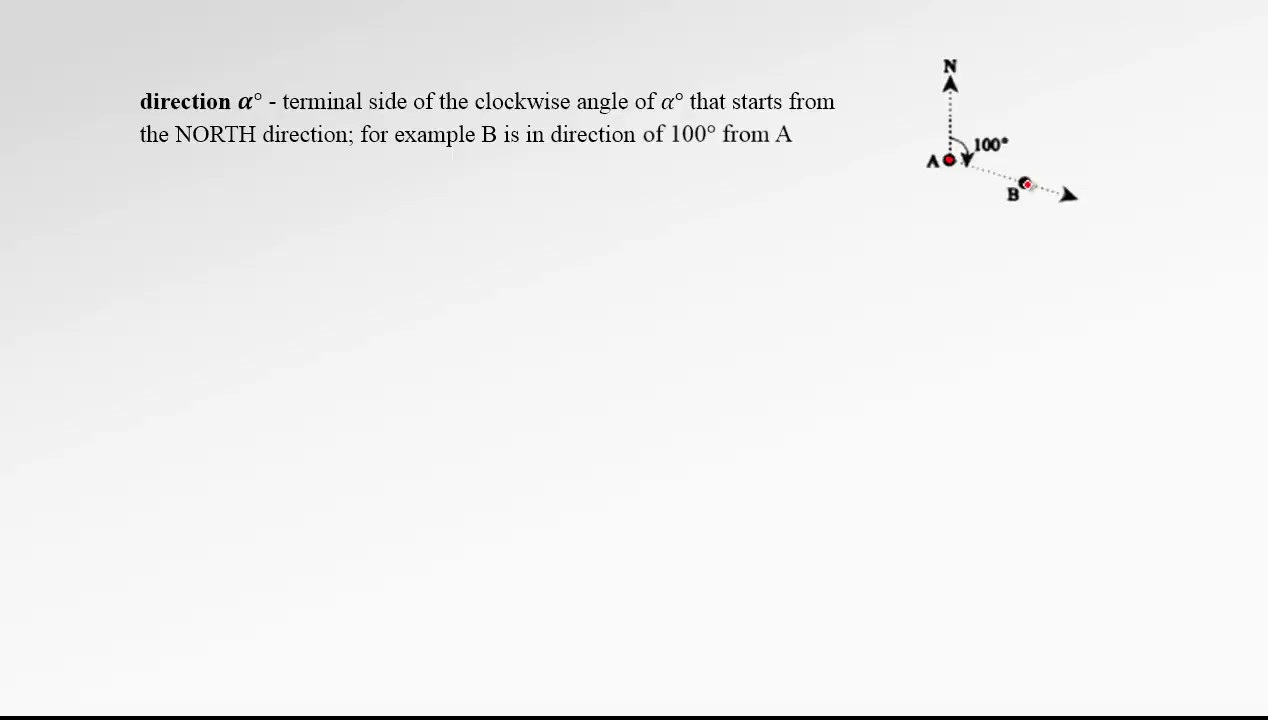 direction α° - terminal side of the clockwise angle of α° that starts from
the NORTH direction; for example B is in direction of 100° from A
N
100°
A
B